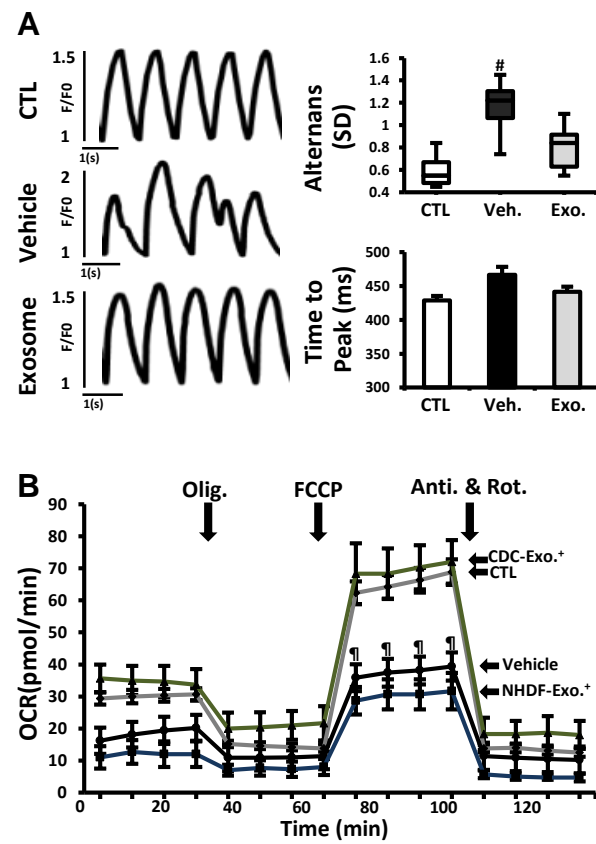 A
CTL
1.5
F/F0
1
1(s)
Vehicle
2
F/F0
1
1(s)
Exosome
1.5
F/F0
1
1(s)
Alternans
(SD)
1.6
1.4
1.2
1
0.8
0.6
0.4
#
CTL Veh. Exo.
Time to
Peak (ms)
500
450
400
350
300
CTL Veh. Exo.
B
Olig. FCCP Anti. & Rot.
OCR(pmol/min)
90
80
70
60
50
40
30
20
10
0
CDC-Exo.⁺
CTL
¶ ¶ ¶ ¶
Vehicle
NHDF-Exo.⁺
0 20 40 60 80 100 120
Time (min)